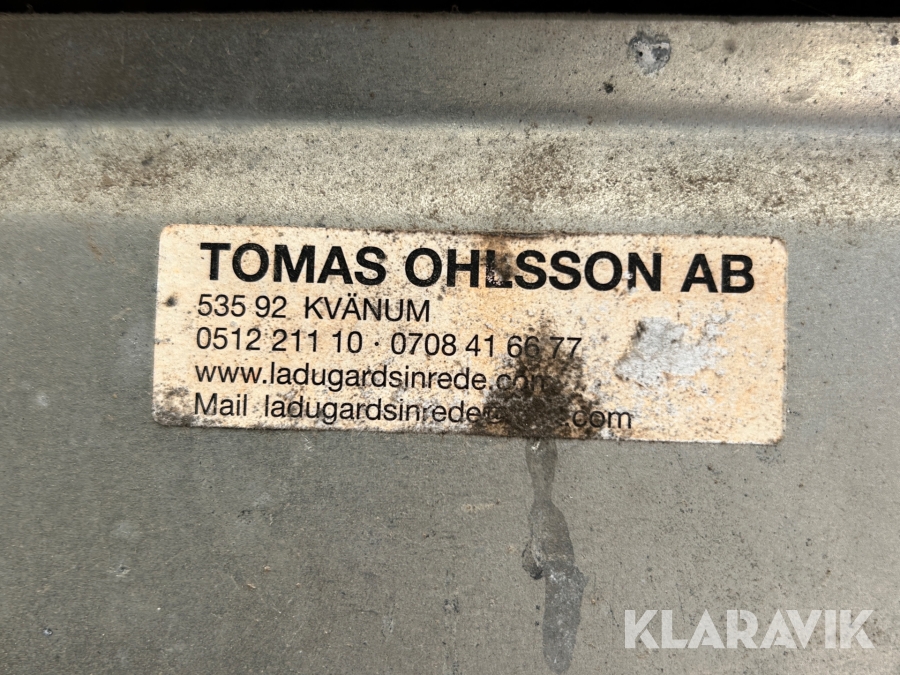 TOMAS OHLSSON AB
535 92 KVÄNUM
0512 211 10 · 0708 41 66 77
www.ladugardsinrede.com
Mail ladugardsinrede
KLARAVIK